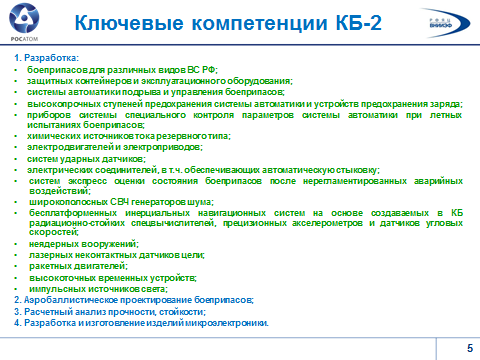 Ключевые компетенции КБ-2
РОСАТОМ
РФЯЦ
ВНИИЭФ
1. Разработка:
• боеприпасов для различных видов ВС РФ;
• защитных контейнеров и эксплуатационного оборудования;
• системы автоматики подрыва и управления боеприпасов;
• высокопрочных ступеней предохранения системы автоматики и устройств предохранения заряда;
• приборов системы специального контроля параметров системы автоматики при летных
испытаниях боеприпасов;
• химических источников тока резервного типа;
• электродвигателей и электроприводов;
• систем ударных датчиков;
• электрических соединителей, в т.ч. обеспечивающих автоматическую стыковку;
• систем экспресс оценки состояния боеприпасов после нерегламентированных аварийных
воздействий;
• широкополосных СВЧ генераторов шума;
• бесплатформенных инерциальных навигационных систем на основе создаваемых в КБ
радиационно-стойких спецвычислителей, прецизионных акселерометров и датчиков угловых
скоростей;
• неядерных вооружений;
• лазерных неконтактных датчиков цели;
• ракетных двигателей;
• высокоточных временных устройств;
• импульсных источников света;
2. Аэробаллистическое проектирование боеприпасов;
3. Расчетный анализ прочности, стойкости;
4. Разработка и изготовление изделий микроэлектроники.
5